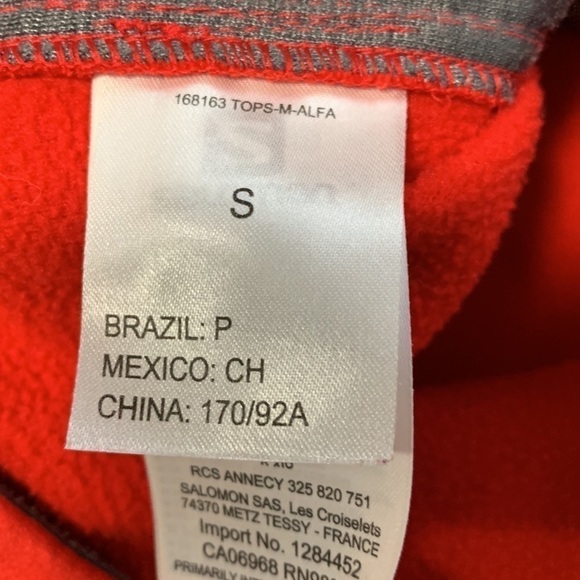 168163 TOPS-M-ALFA
S
BRAZIL: P
MEXICO: CH
CHINA: 170/92A
RCS ANNECY 325 820 751
SALOMON SAS, Les Croiselets
74370 METZ TESSY - FRANCE
Import No. 1284452
CA06968
PRIMARILY